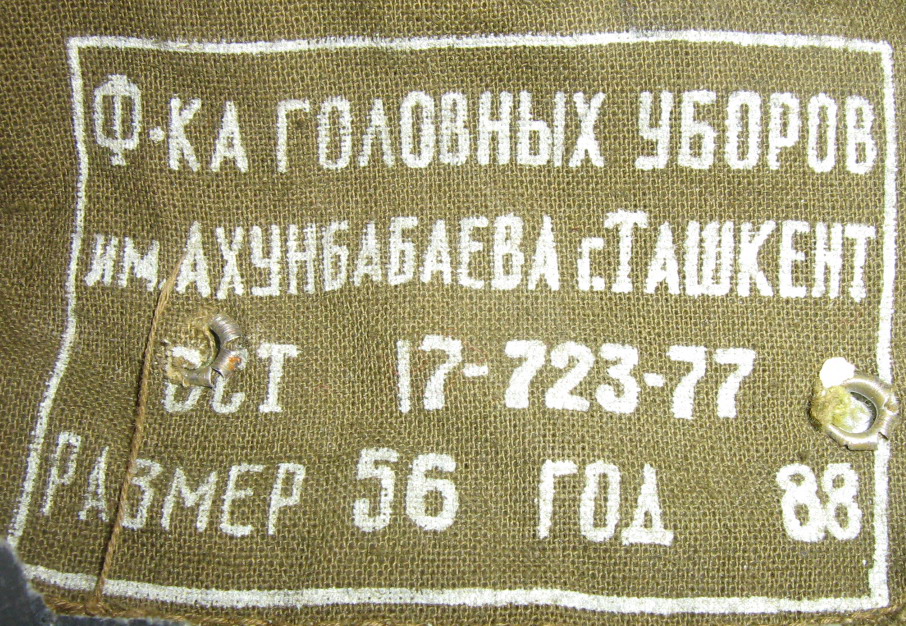 Ф-КА ГОЛОВНЫХ УБОРОВ
им. АХУНБАБАЕВА г. ТАШКЕНТ
ОСТ 17-723-77
РАЗМЕР 56 ГОД 88